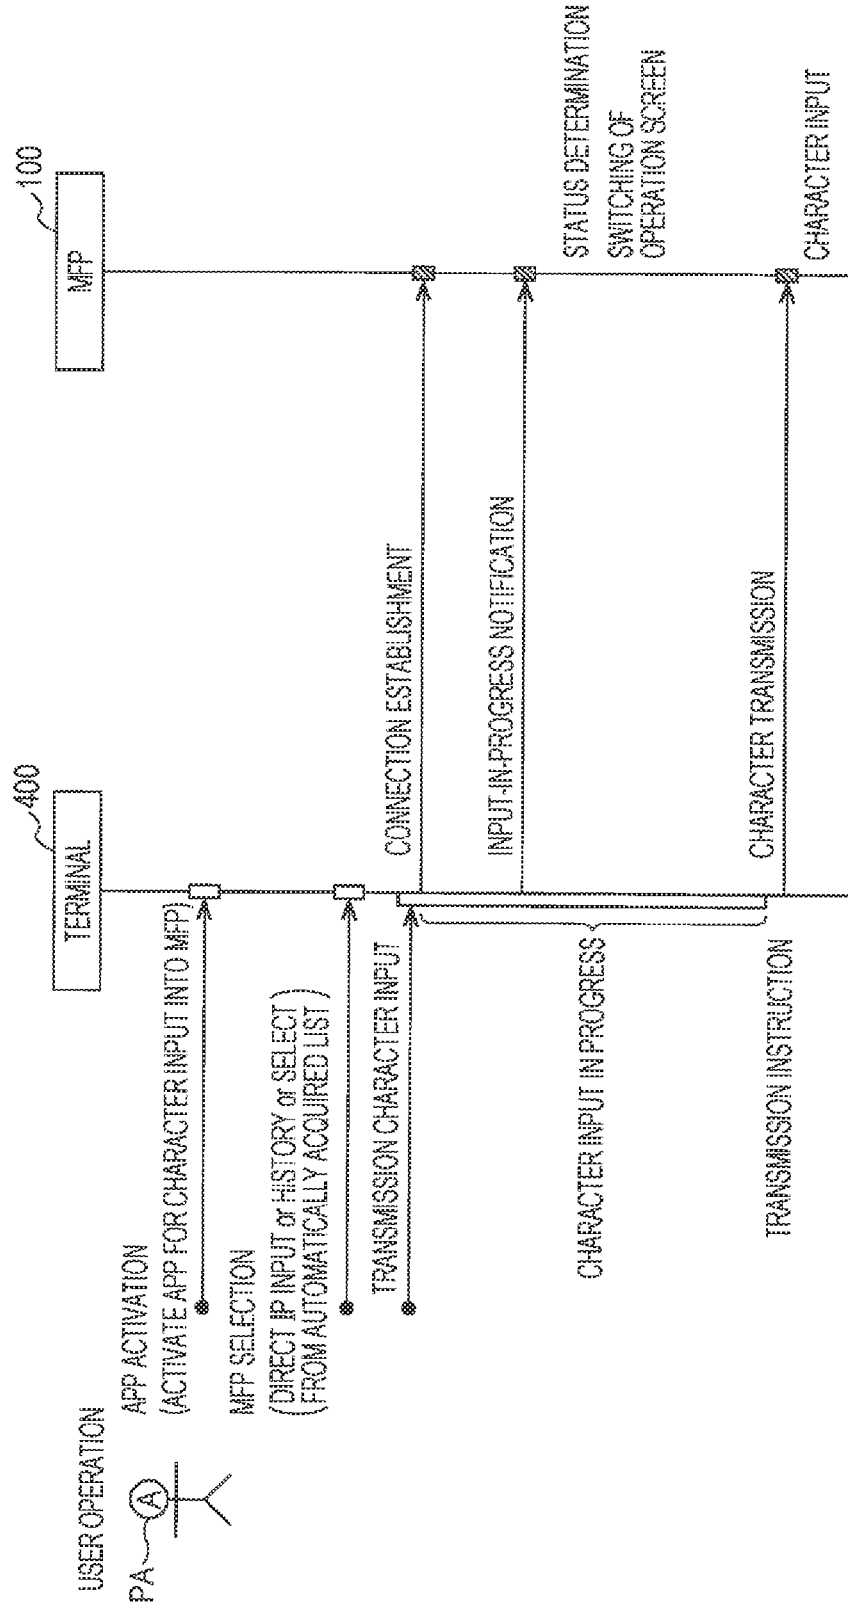 USER OPERATION
PA
A
APP ACTIVATION
(ACTIVATE APP FOR CHARACTER INPUT INTO MFP)
MFP SELECTION
(DIRECT IP INPUT or HISTORY or SELECT
FROM AUTOMATICALLY ACQUIRED LIST)
TRANSMISSION CHARACTER INPUT
CHARACTER INPUT IN PROGRESS
TRANSMISSION INSTRUCTION
400
TERMINAL
CONNECTION ESTABLISHMENT
INPUT-IN-PROGRESS NOTIFICATION
CHARACTER TRANSMISSION
100
MFP
STATUS DETERMINATION
SWITCHING OF
OPERATION SCREEN
CHARACTER INPUT